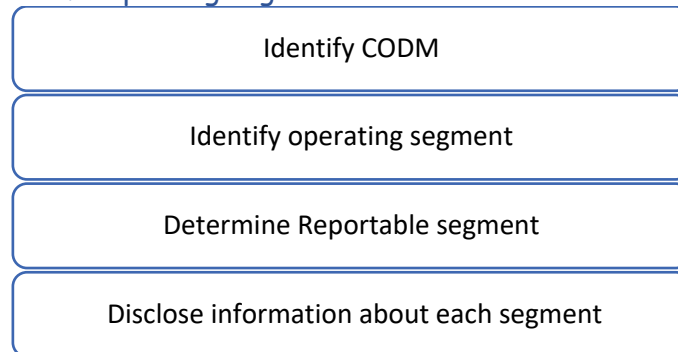 Identify CODM
Identify operating segment
Determine Reportable segment
Disclose information about each segment